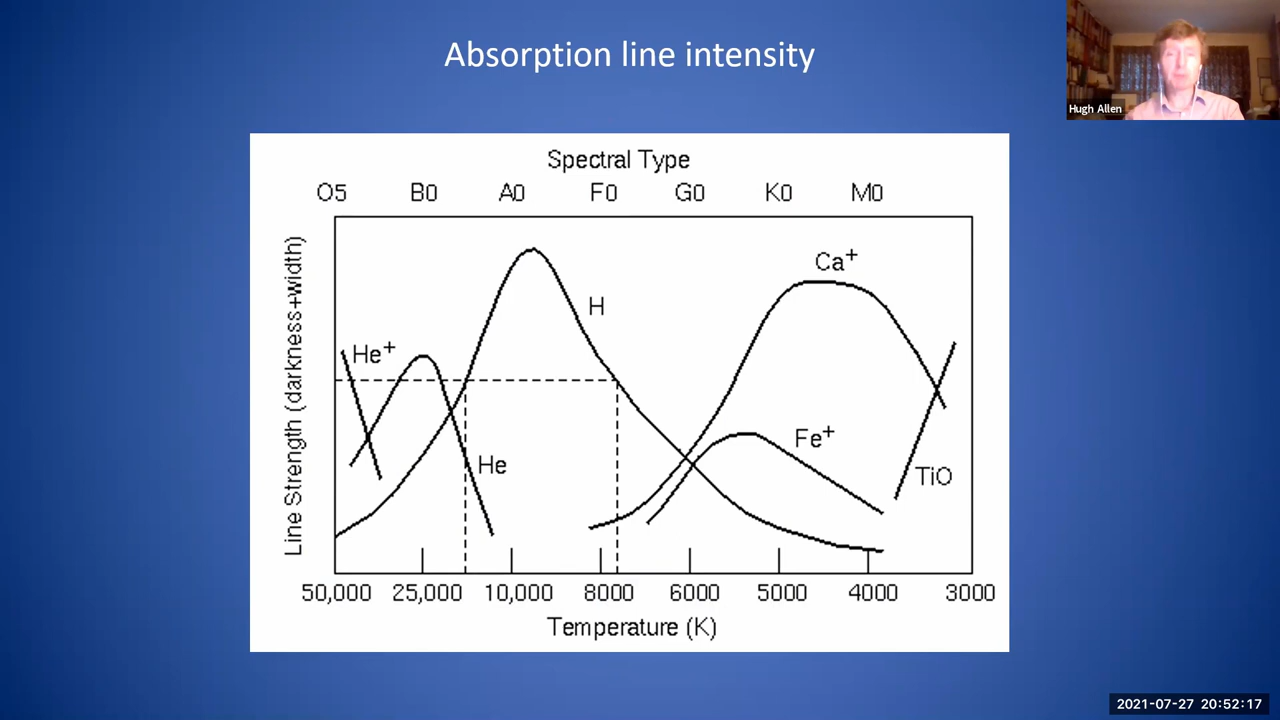 Absorption line intensity
Hugh Allen
Spectral Type
O5 B0 A0 F0 G0 K0 M0
Line Strength (darkness+width)
He+
He
H
Ca+
Fe+
TiO
50,000 25,000 10,000 8000 6000 5000 4000 3000
Temperature (K)
2021-07-27 20:52:17